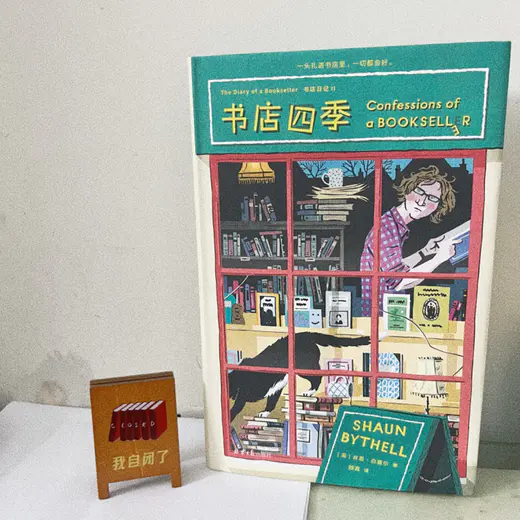 一头扎进书店里，一切都会好。
The Diary of a Bookseller 书店日记 II
书店四季
Confessions of
a BOOKSELLER
SHAUN
BYTHELL
CLOSED
我自闭了